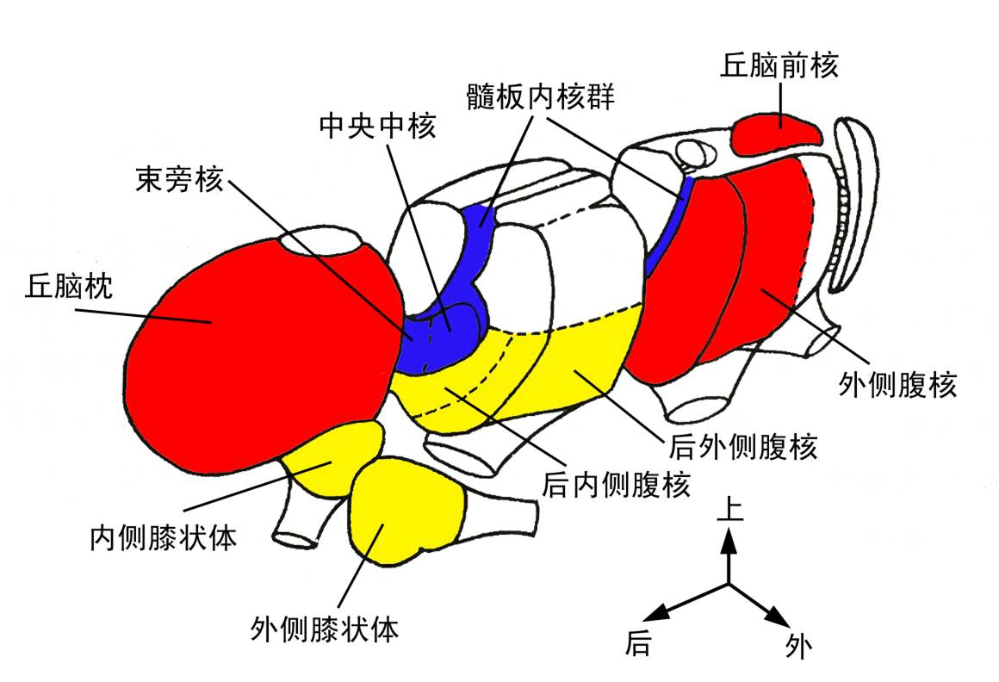 丘脑前核
髓板内核群
中央中核
束旁核
丘脑枕
外侧腹核
后外侧腹核
后内侧腹核
内侧膝状体
外侧膝状体
上
后
外